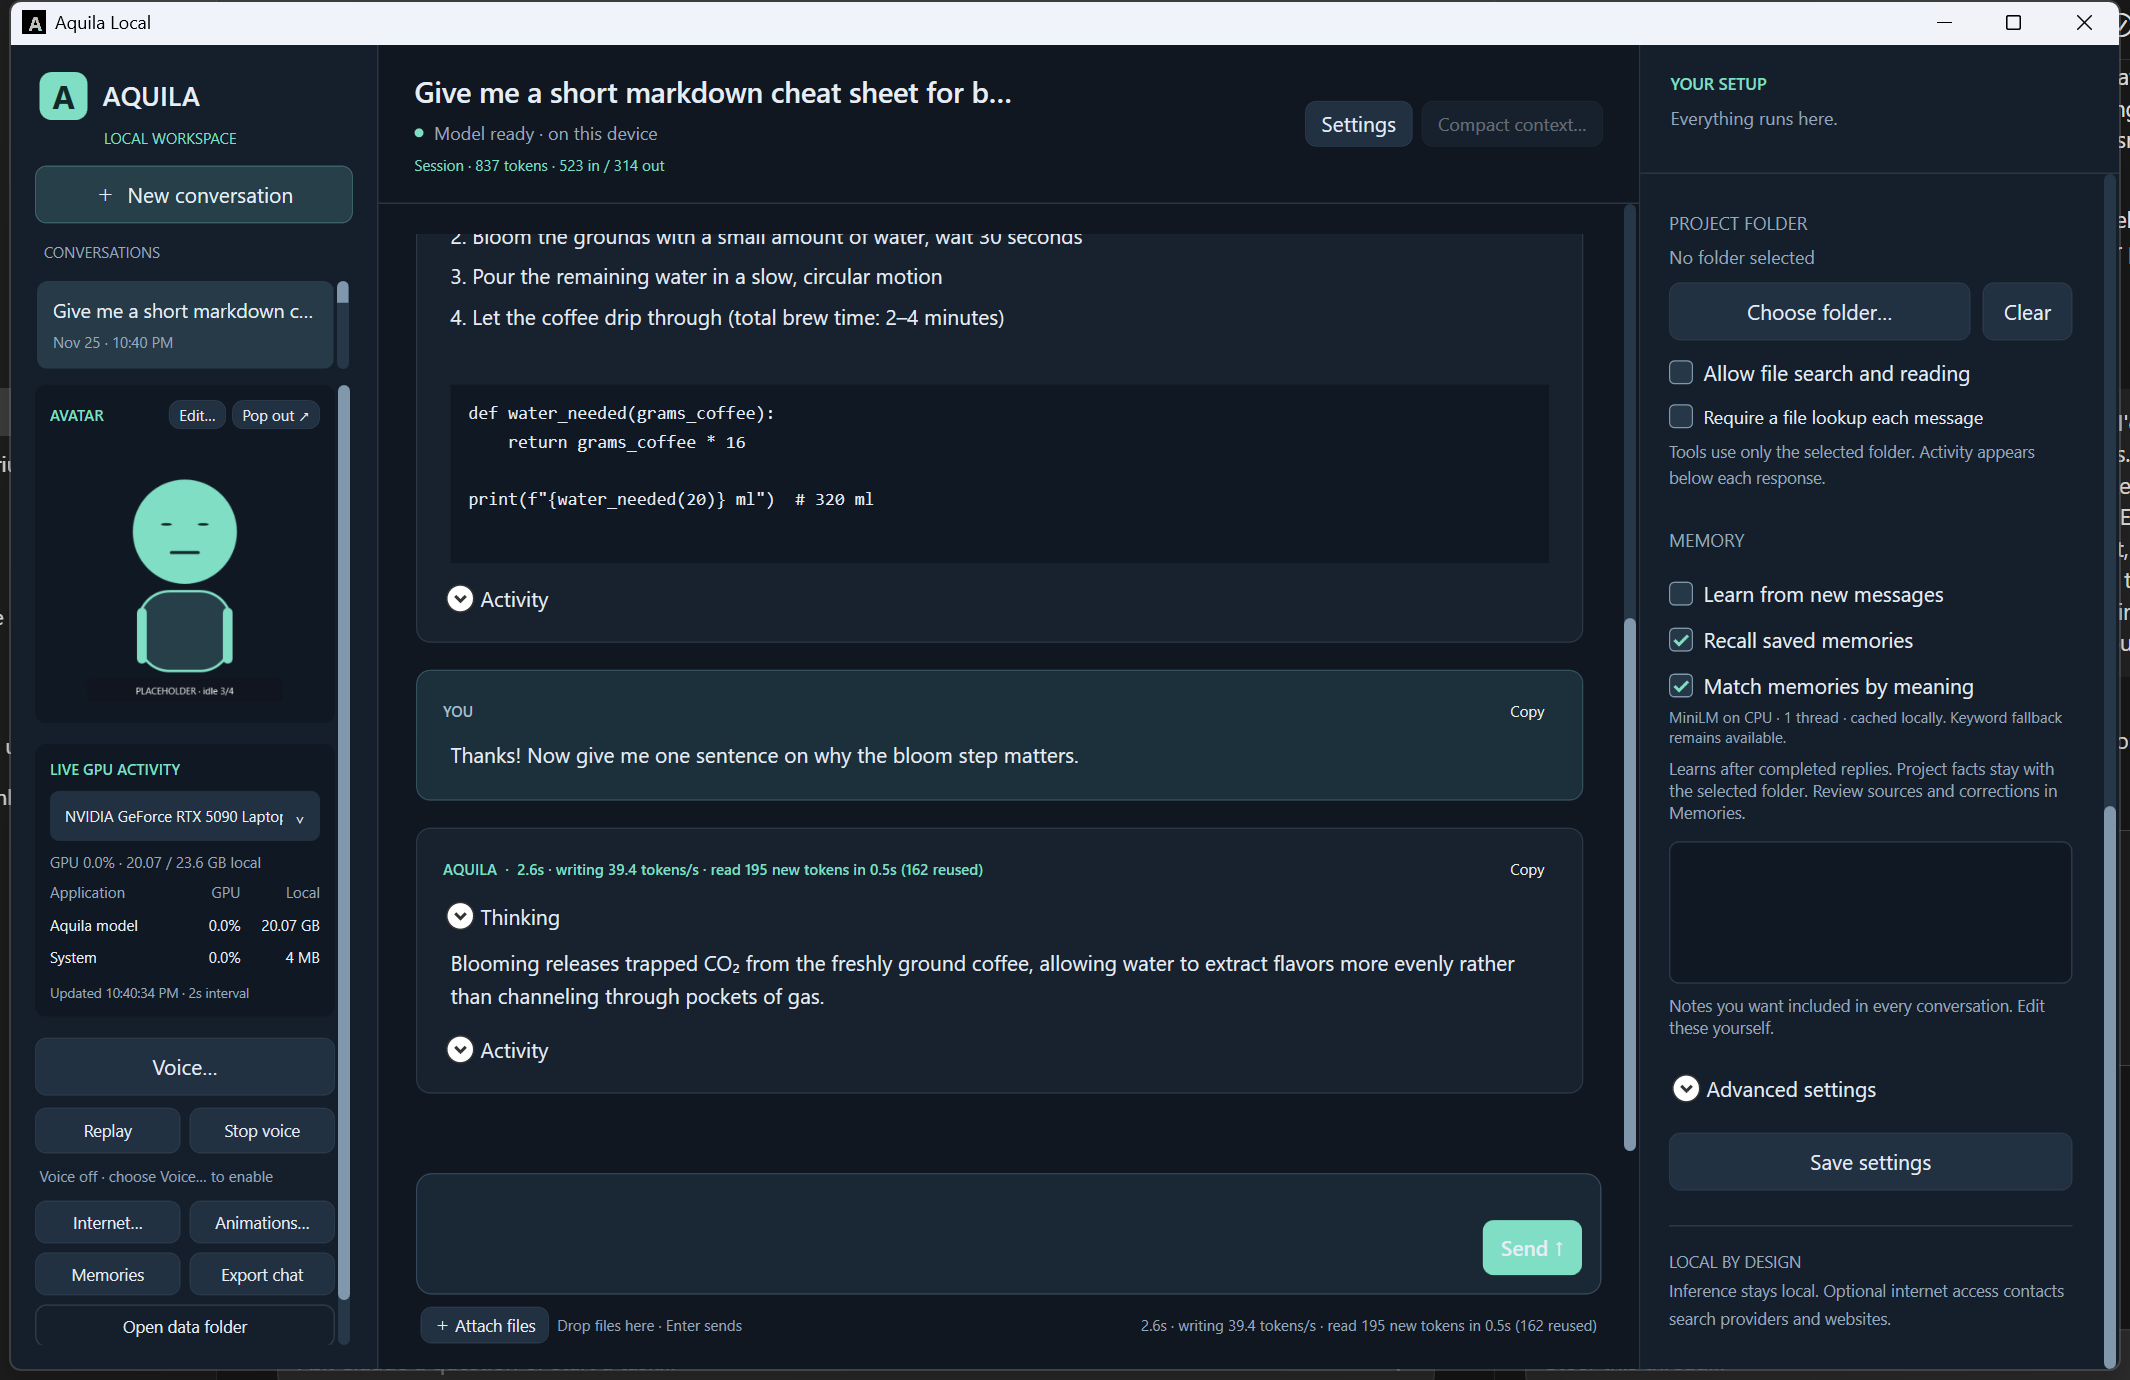 A Aquila Local
A AQUILA
LOCAL WORKSPACE
+ New conversation
CONVERSATIONS
Give me a short markdown c...
Nov 25 · 10:40 PM
AVATAR
Edit...
Pop out ↗
PLACEHOLDER · idle 3/4
LIVE GPU ACTIVITY
NVIDIA GeForce RTX 5090 Laptop
GPU 0.0% · 20.07 / 23.6 GB local
Application GPU Local
Aquila model 0.0% 20.07 GB
System 0.0% 4 MB
Updated 10:40:34 PM · 2s interval
Voice...
Replay
Stop voice
Voice off · choose Voice... to enable
Internet...
Animations...
Memories
Export chat
Open data folder
Give me a short markdown cheat sheet for b...
Model ready · on this device
Session · 837 tokens · 523 in / 314 out
Settings
Compact context...
2. Bloom the grounds with a small amount of water, wait 30 seconds
3. Pour the remaining water in a slow, circular motion
4. Let the coffee drip through (total brew time: 2–4 minutes)
def water_needed(grams_coffee):
    return grams_coffee * 16
print(f"{water_needed(20)} ml")  # 320 ml
Activity
YOU
Copy
Thanks! Now give me one sentence on why the bloom step matters.
AQUILA · 2.6s · writing 39.4 tokens/s · read 195 new tokens in 0.5s (162 reused)
Copy
Thinking
Blooming releases trapped CO₂ from the freshly ground coffee, allowing water to extract flavors more evenly rather
than channeling through pockets of gas.
Activity
Send ↑
+ Attach files
Drop files here · Enter sends
2.6s · writing 39.4 tokens/s · read 195 new tokens in 0.5s (162 reused)
YOUR SETUP
Everything runs here.
PROJECT FOLDER
No folder selected
Choose folder...
Clear
Allow file search and reading
Require a file lookup each message
Tools use only the selected folder. Activity appears
below each response.
MEMORY
Learn from new messages
Recall saved memories
Match memories by meaning
MiniLM on CPU · 1 thread · cached locally. Keyword fallback
remains available.
Learns after completed replies. Project facts stay with
the selected folder. Review sources and corrections in
Memories.
Notes you want included in every conversation. Edit
these yourself.
Advanced settings
Save settings
LOCAL BY DESIGN
Inference stays local. Optional internet access contacts
search providers and websites.